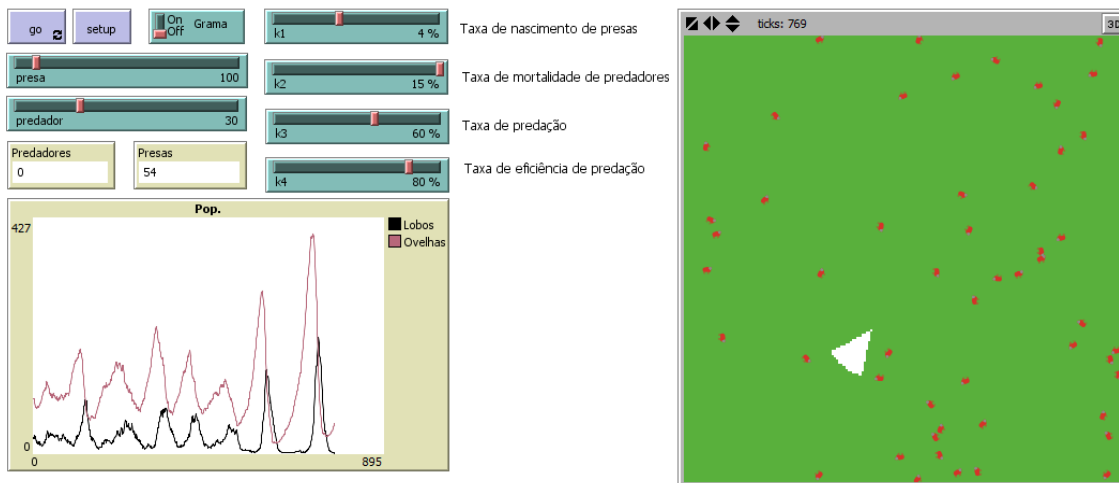 go
setup
On
Off
Grama
k1
4 %
Taxa de nascimento de presas
presa
100
k2
15 %
Taxa de mortalidade de predadores
predador
30
k3
60 %
Taxa de predação
Predadores
0
Presas
54
k4
80 %
Taxa de eficiência de predação
Pop.
427
0
0
895
Lobos
Ovelhas
ticks: 769
3D